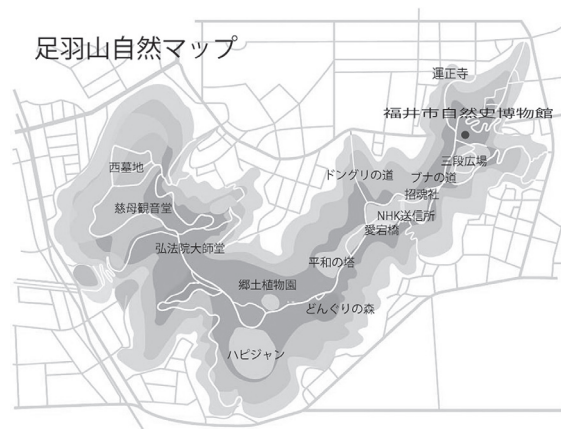 足羽山自然マップ
運正寺
福井市自然史博物館
三段広場
ドングリの道
ブナの道
招魂社
NHK送信所
愛宕橋
西墓地
慈母観音堂
弘法院大師堂
平和の塔
郷土植物園
どんぐりの森
ハピジャン